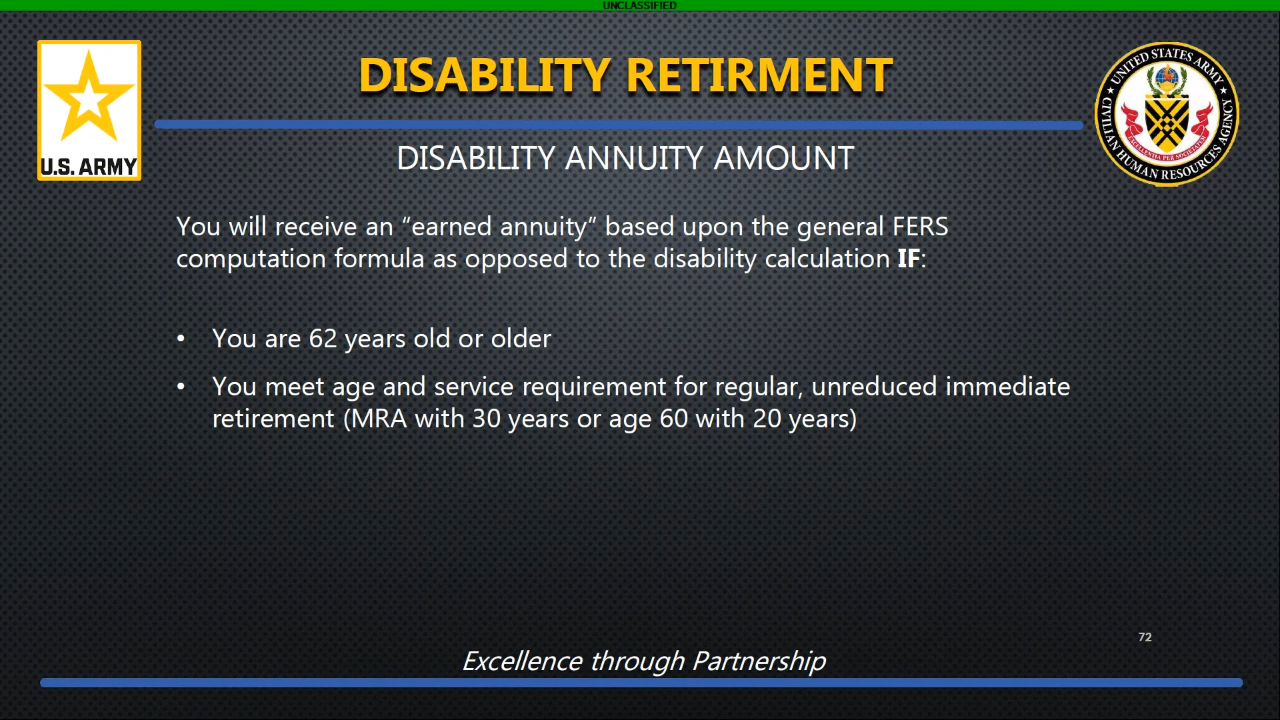 UNCLASSIFIED
DISABILITY RETIRMENT
U.S. ARMY
UNITED STATES ARMY
CIVILIAN HUMAN RESOURCES AGENCY
DISABILITY ANNUITY AMOUNT
You will receive an “earned annuity” based upon the general FERS
computation formula as opposed to the disability calculation IF:
• You are 62 years old or older
• You meet age and service requirement for regular, unreduced immediate
retirement (MRA with 30 years or age 60 with 20 years)
72
Excellence through Partnership